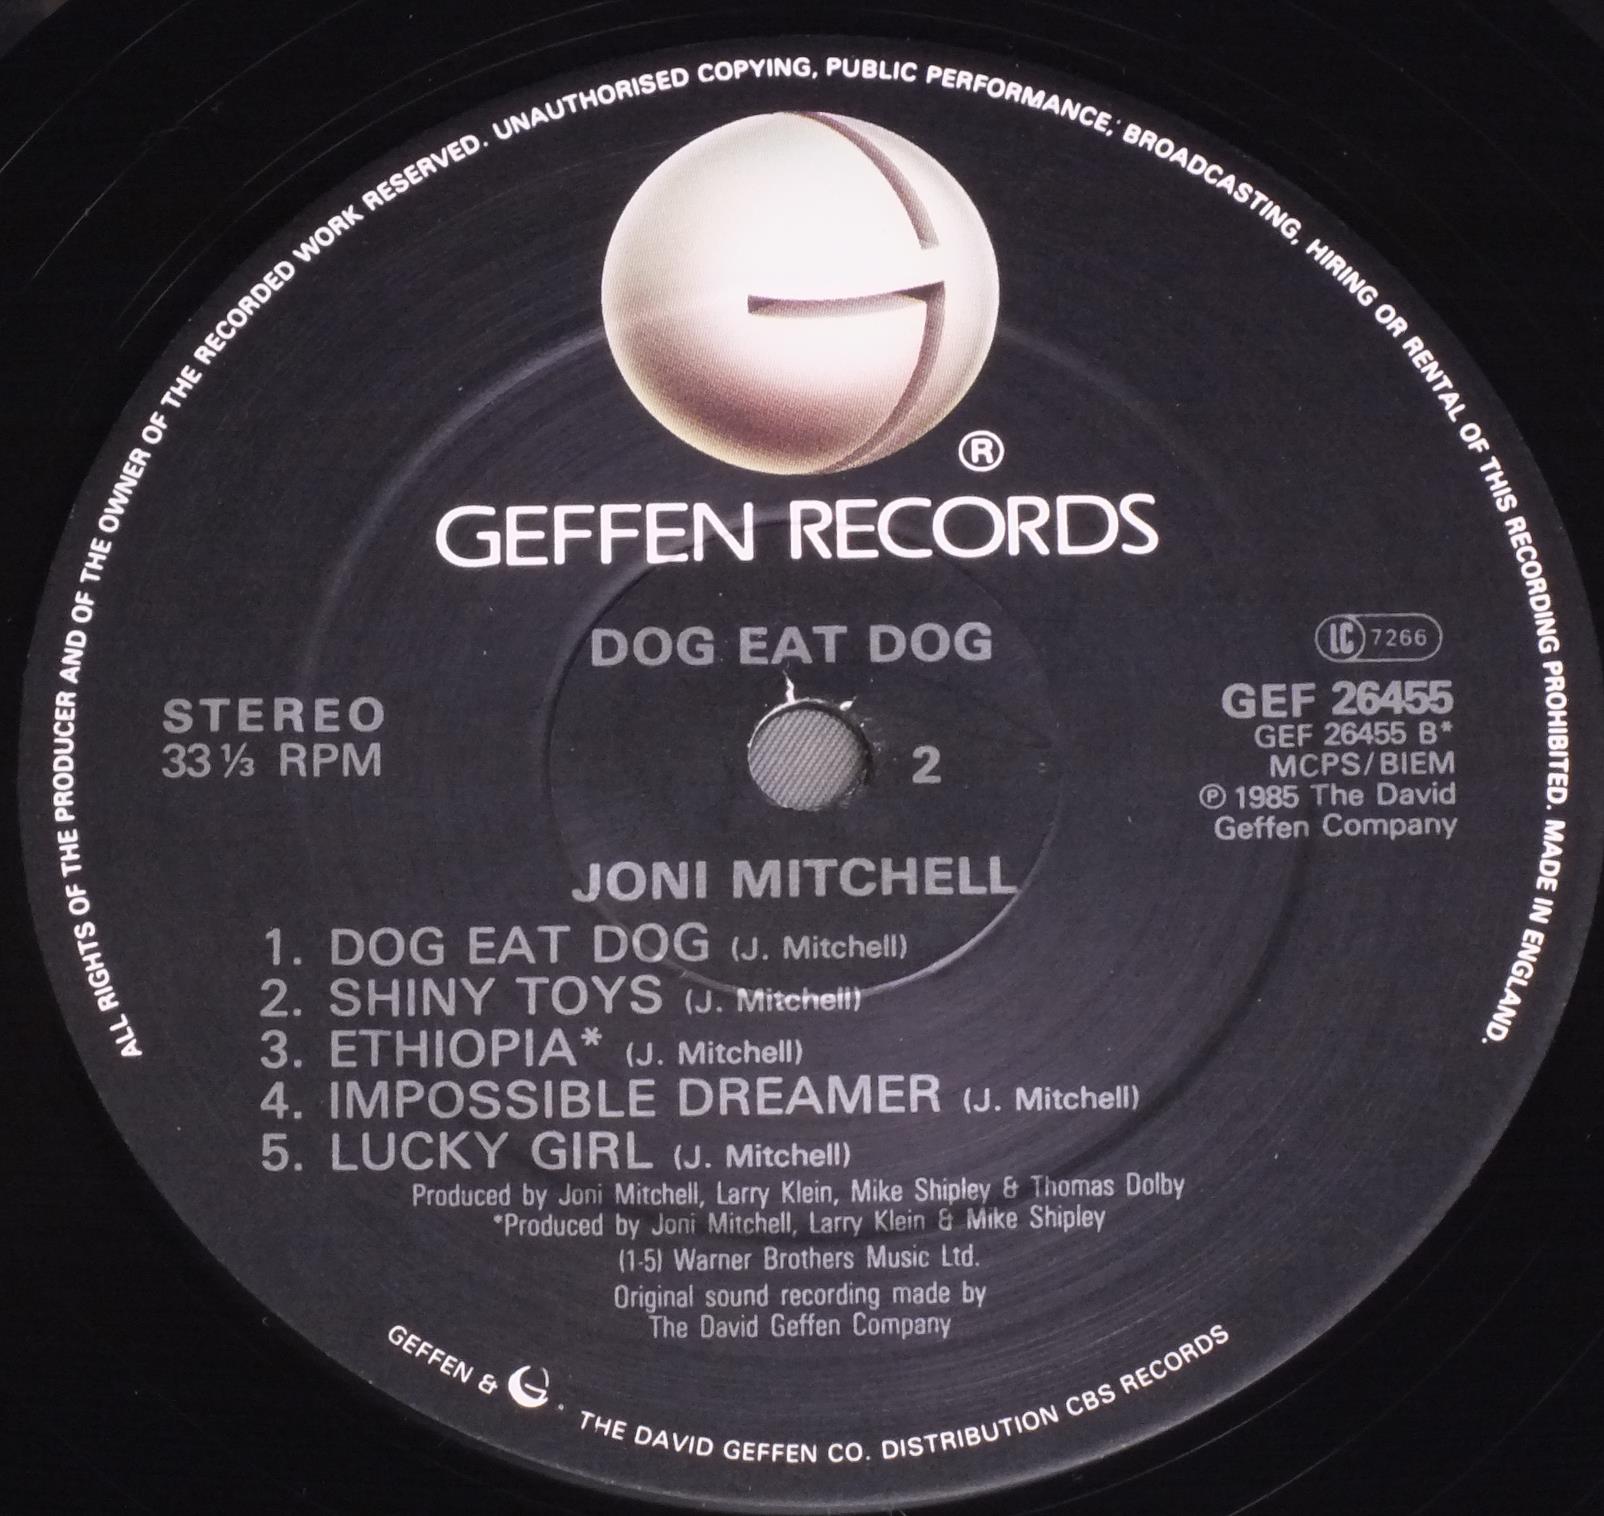 ALL RIGHTS OF THE PRODUCER AND OF THE OWNER OF THE RECORDED WORK RESERVED. UNAUTHORISED COPYING, PUBLIC PERFORMANCE, BROADCASTING, HIRING OR RENTAL OF THIS RECORDING PROHIBITED. MADE IN ENGLAND.
®
GEFFEN RECORDS
DOG EAT DOG
STEREO
33⅓ RPM
2
LC 7266
GEF 26455
GEF 26455 B*
MCPS/BIEM
℗ 1985 The David
Geffen Company
JONI MITCHELL
1. DOG EAT DOG (J. Mitchell)
2. SHINY TOYS (J. Mitchell)
3. ETHIOPIA* (J. Mitchell)
4. IMPOSSIBLE DREAMER (J. Mitchell)
5. LUCKY GIRL (J. Mitchell)
Produced by Joni Mitchell, Larry Klein, Mike Shipley & Thomas Dolby
*Produced by Joni Mitchell, Larry Klein & Mike Shipley
(1-5) Warner Brothers Music Ltd.
Original sound recording made by
The David Geffen Company
GEFFEN & G. THE DAVID GEFFEN CO. DISTRIBUTION CBS RECORDS